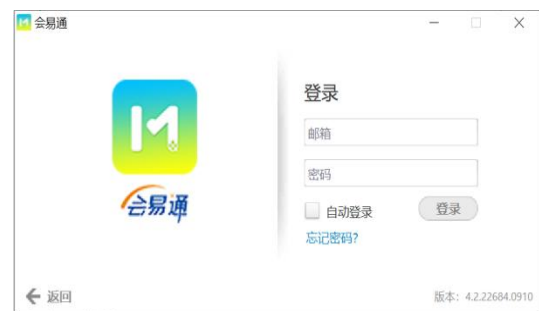 会易通
会易通
登录
邮箱
密码
自动登录 登录
忘记密码?
返回
版本: 4.2.22684.0910